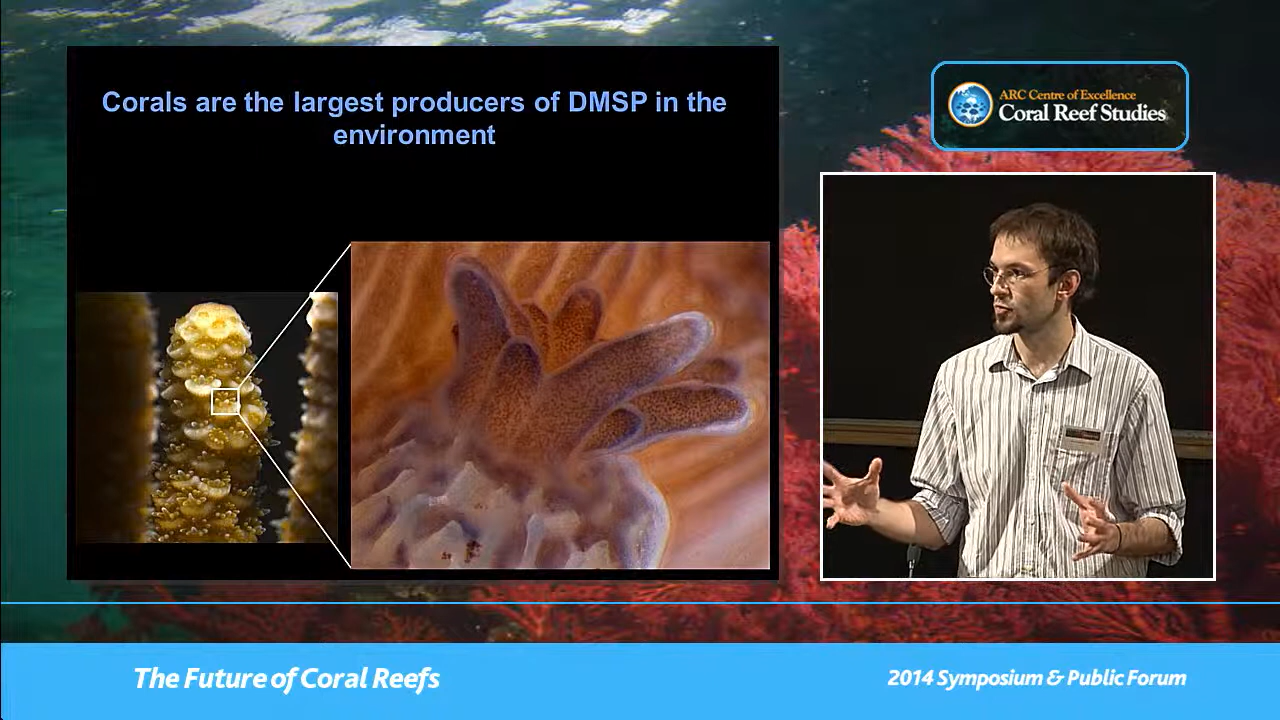 Corals are the largest producers of DMSP in the
environment
ARC Centre of Excellence
Coral Reef Studies
The Future of Coral Reefs
2014 Symposium & Public Forum